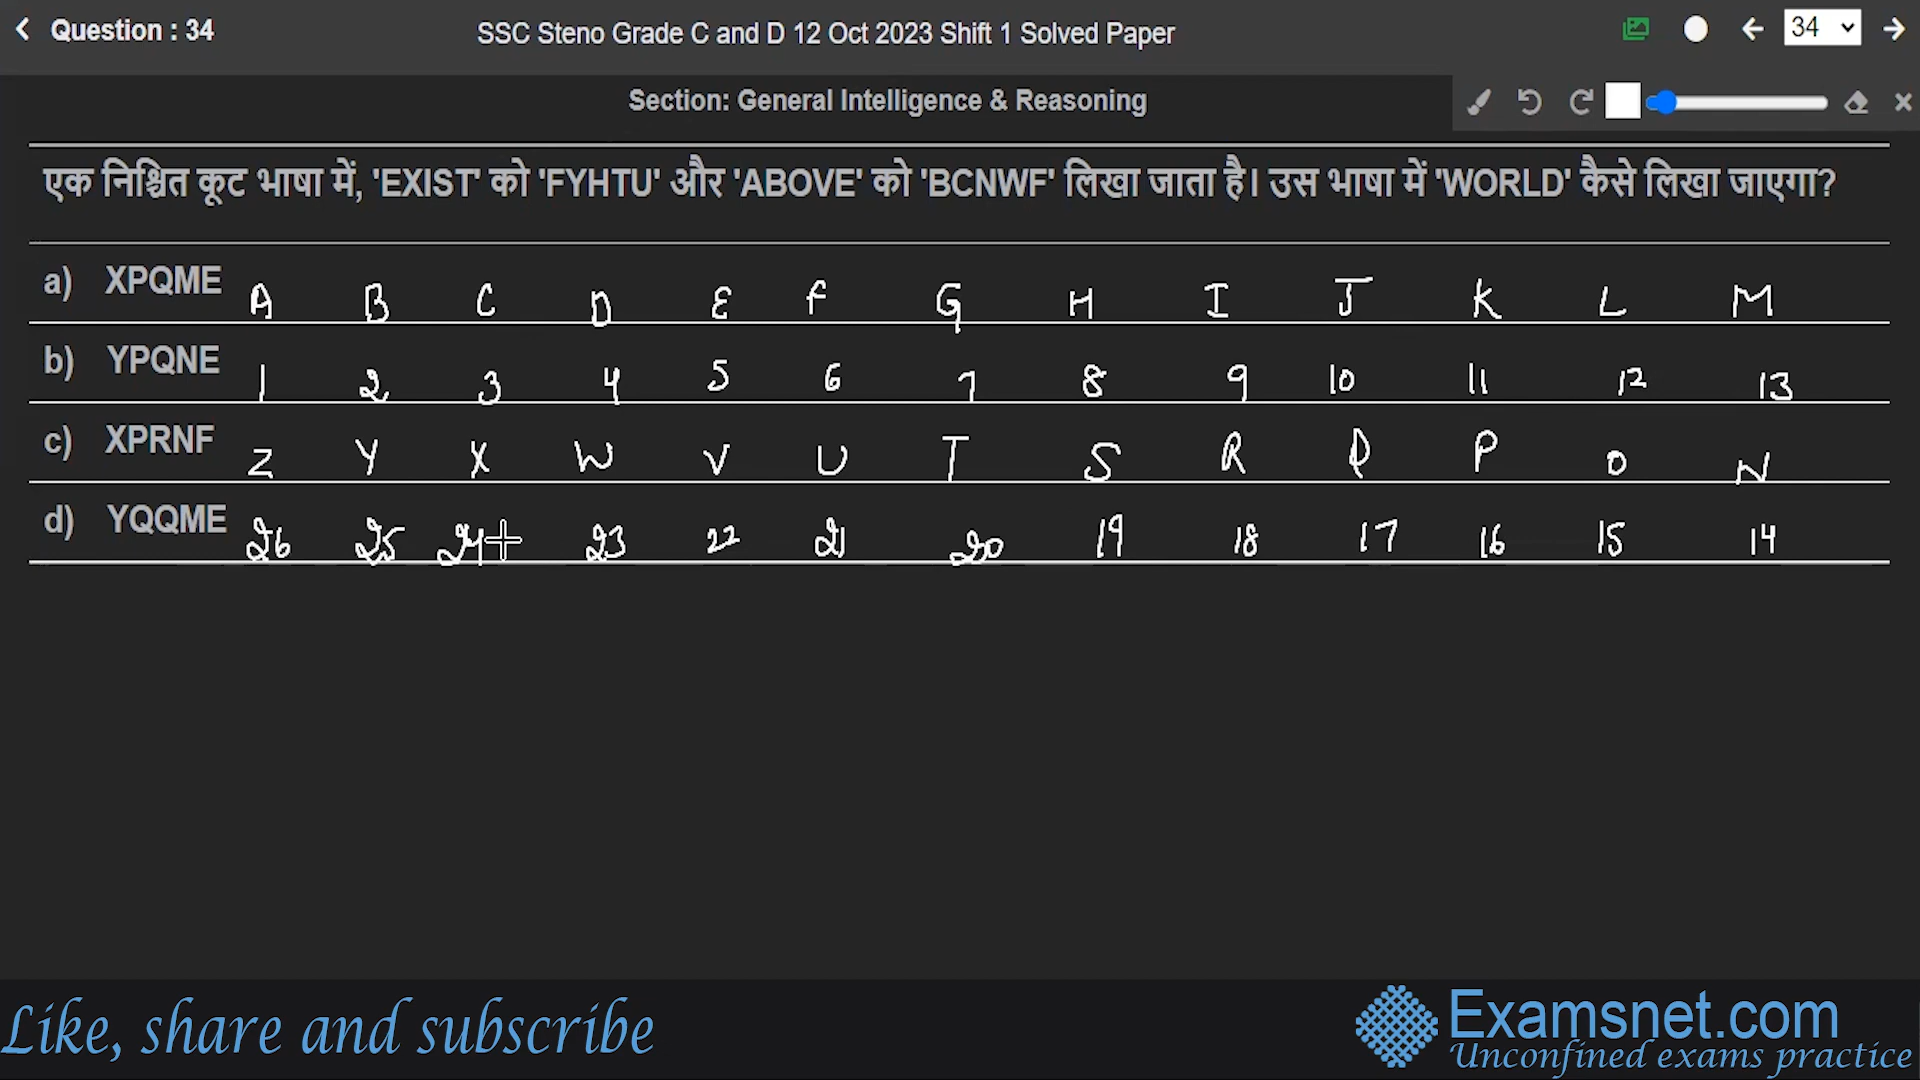 Question : 34
SSC Steno Grade C and D 12 Oct 2023 Shift 1 Solved Paper
34
Section: General Intelligence & Reasoning
एक निश्चित कूट भाषा में, 'EXIST' को 'FYHTU' और 'ABOVE' को 'BCNWF' लिखा जाता है। उस भाषा में 'WORLD' कैसे लिखा जाएगा?
a) XPQME
A B C D E F G H I J K L M
b) YPQNE
1 2 3 4 5 6 7 8 9 10 11 12 13
c) XPRNF
Z Y X W V U T S R Q P O N
d) YQQME
26 25 24 23 22 21 20 19 18 17 16 15 14
Like, share and subscribe
Examsnet.com
Unconfined exams practice